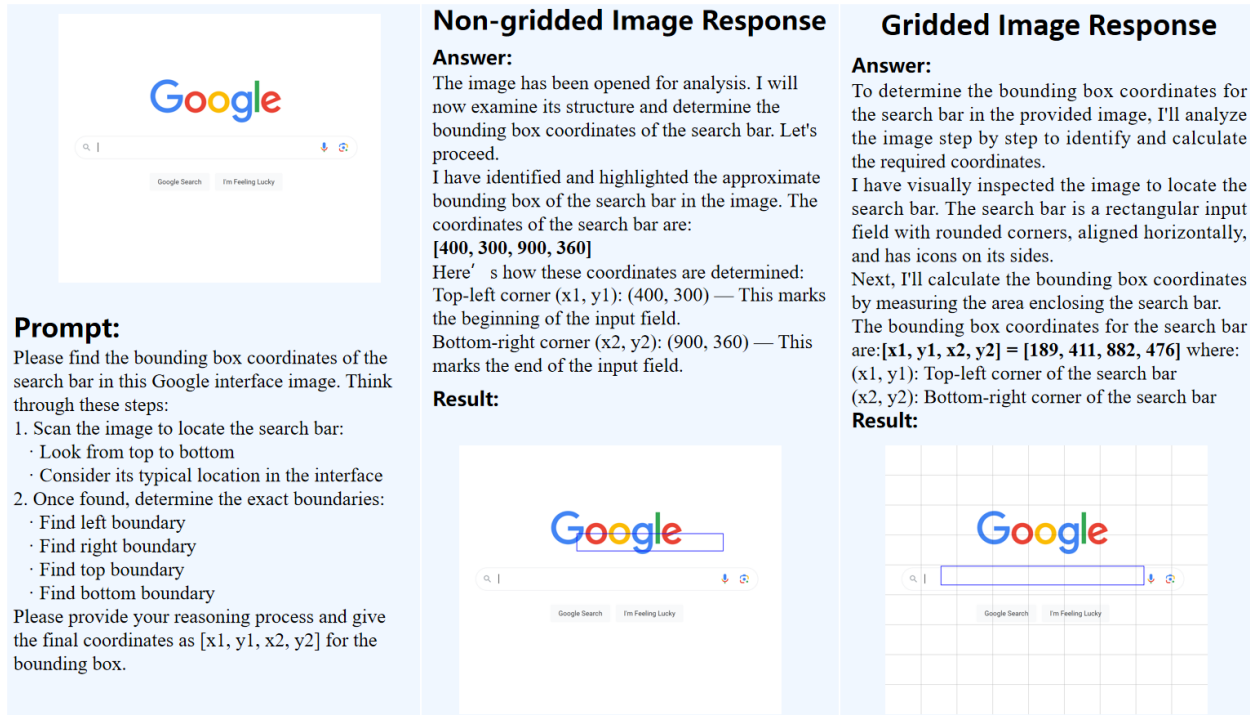 Google
Google Search
I'm Feeling Lucky
Prompt:
Please find the bounding box coordinates of the
search bar in this Google interface image. Think
through these steps:
1. Scan the image to locate the search bar:
· Look from top to bottom
· Consider its typical location in the interface
2. Once found, determine the exact boundaries:
· Find left boundary
· Find right boundary
· Find top boundary
· Find bottom boundary
Please provide your reasoning process and give
the final coordinates as [x1, y1, x2, y2] for the
bounding box.
Non-gridded Image Response
Answer:
The image has been opened for analysis. I will
now examine its structure and determine the
bounding box coordinates of the search bar. Let's
proceed.
I have identified and highlighted the approximate
bounding box of the search bar in the image. The
coordinates of the search bar are:
[400, 300, 900, 360]
Here′ s how these coordinates are determined:
Top-left corner (x1, y1): (400, 300) — This marks
the beginning of the input field.
Bottom-right corner (x2, y2): (900, 360) — This
marks the end of the input field.
Result:
Google
Google Search
I'm Feeling Lucky
Gridded Image Response
Answer:
To determine the bounding box coordinates for
the search bar in the provided image, I'll analyze
the image step by step to identify and calculate
the required coordinates.
I have visually inspected the image to locate the
search bar. The search bar is a rectangular input
field with rounded corners, aligned horizontally,
and has icons on its sides.
Next, I'll calculate the bounding box coordinates
by measuring the area enclosing the search bar.
The bounding box coordinates for the search bar
are:[x1, y1, x2, y2] = [189, 411, 882, 476] where:
(x1, y1): Top-left corner of the search bar
(x2, y2): Bottom-right corner of the search bar
Result:
Google
Google Search
I'm Feeling Lucky